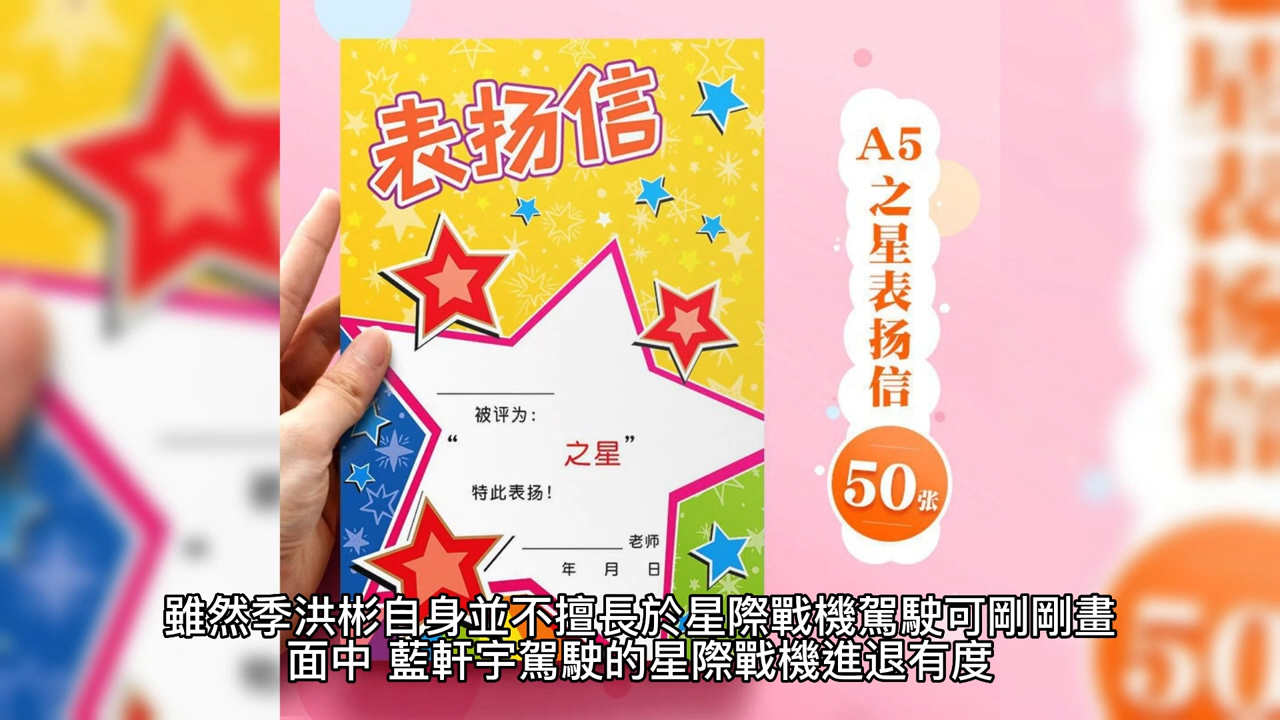 表扬信
被评为：
“ 之星”
特此表扬！
老师
年 月 日
A5
之星表扬信
50张
雖然季洪彬自身並不擅長於星際戰機駕駛可剛剛畫
面中 藍軒宇駕駛的星際戰機進退有度